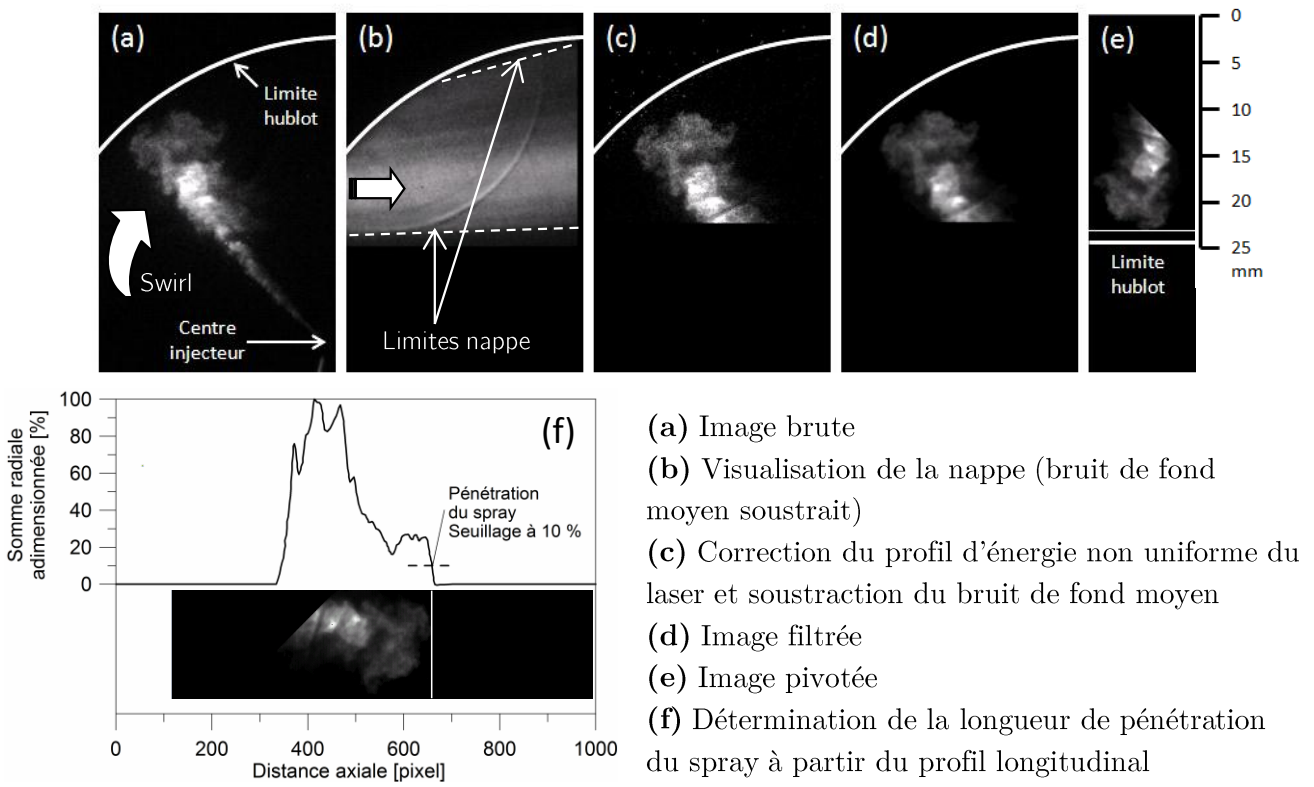 (a)
Limite
hublot
Swirl
Centre
injecteur
(b)
Limites nappe
(c)
(d)
(e)
Limite
hublot
0
5
10
15
20
25
mm
Somme radiale
adimensionnée [%]
100
80
60
40
20
0
(f)
Pénétration
du spray
Seuillage à 10 %
0
200
400
600
800
1000
Distance axiale [pixel]
(a) Image brute
(b) Visualisation de la nappe (bruit de fond
moyen soustrait)
(c) Correction du profil d'énergie non uniforme du
laser et soustraction du bruit de fond moyen
(d) Image filtrée
(e) Image pivotée
(f) Détermination de la longueur de pénétration
du spray à partir du profil longitudinal